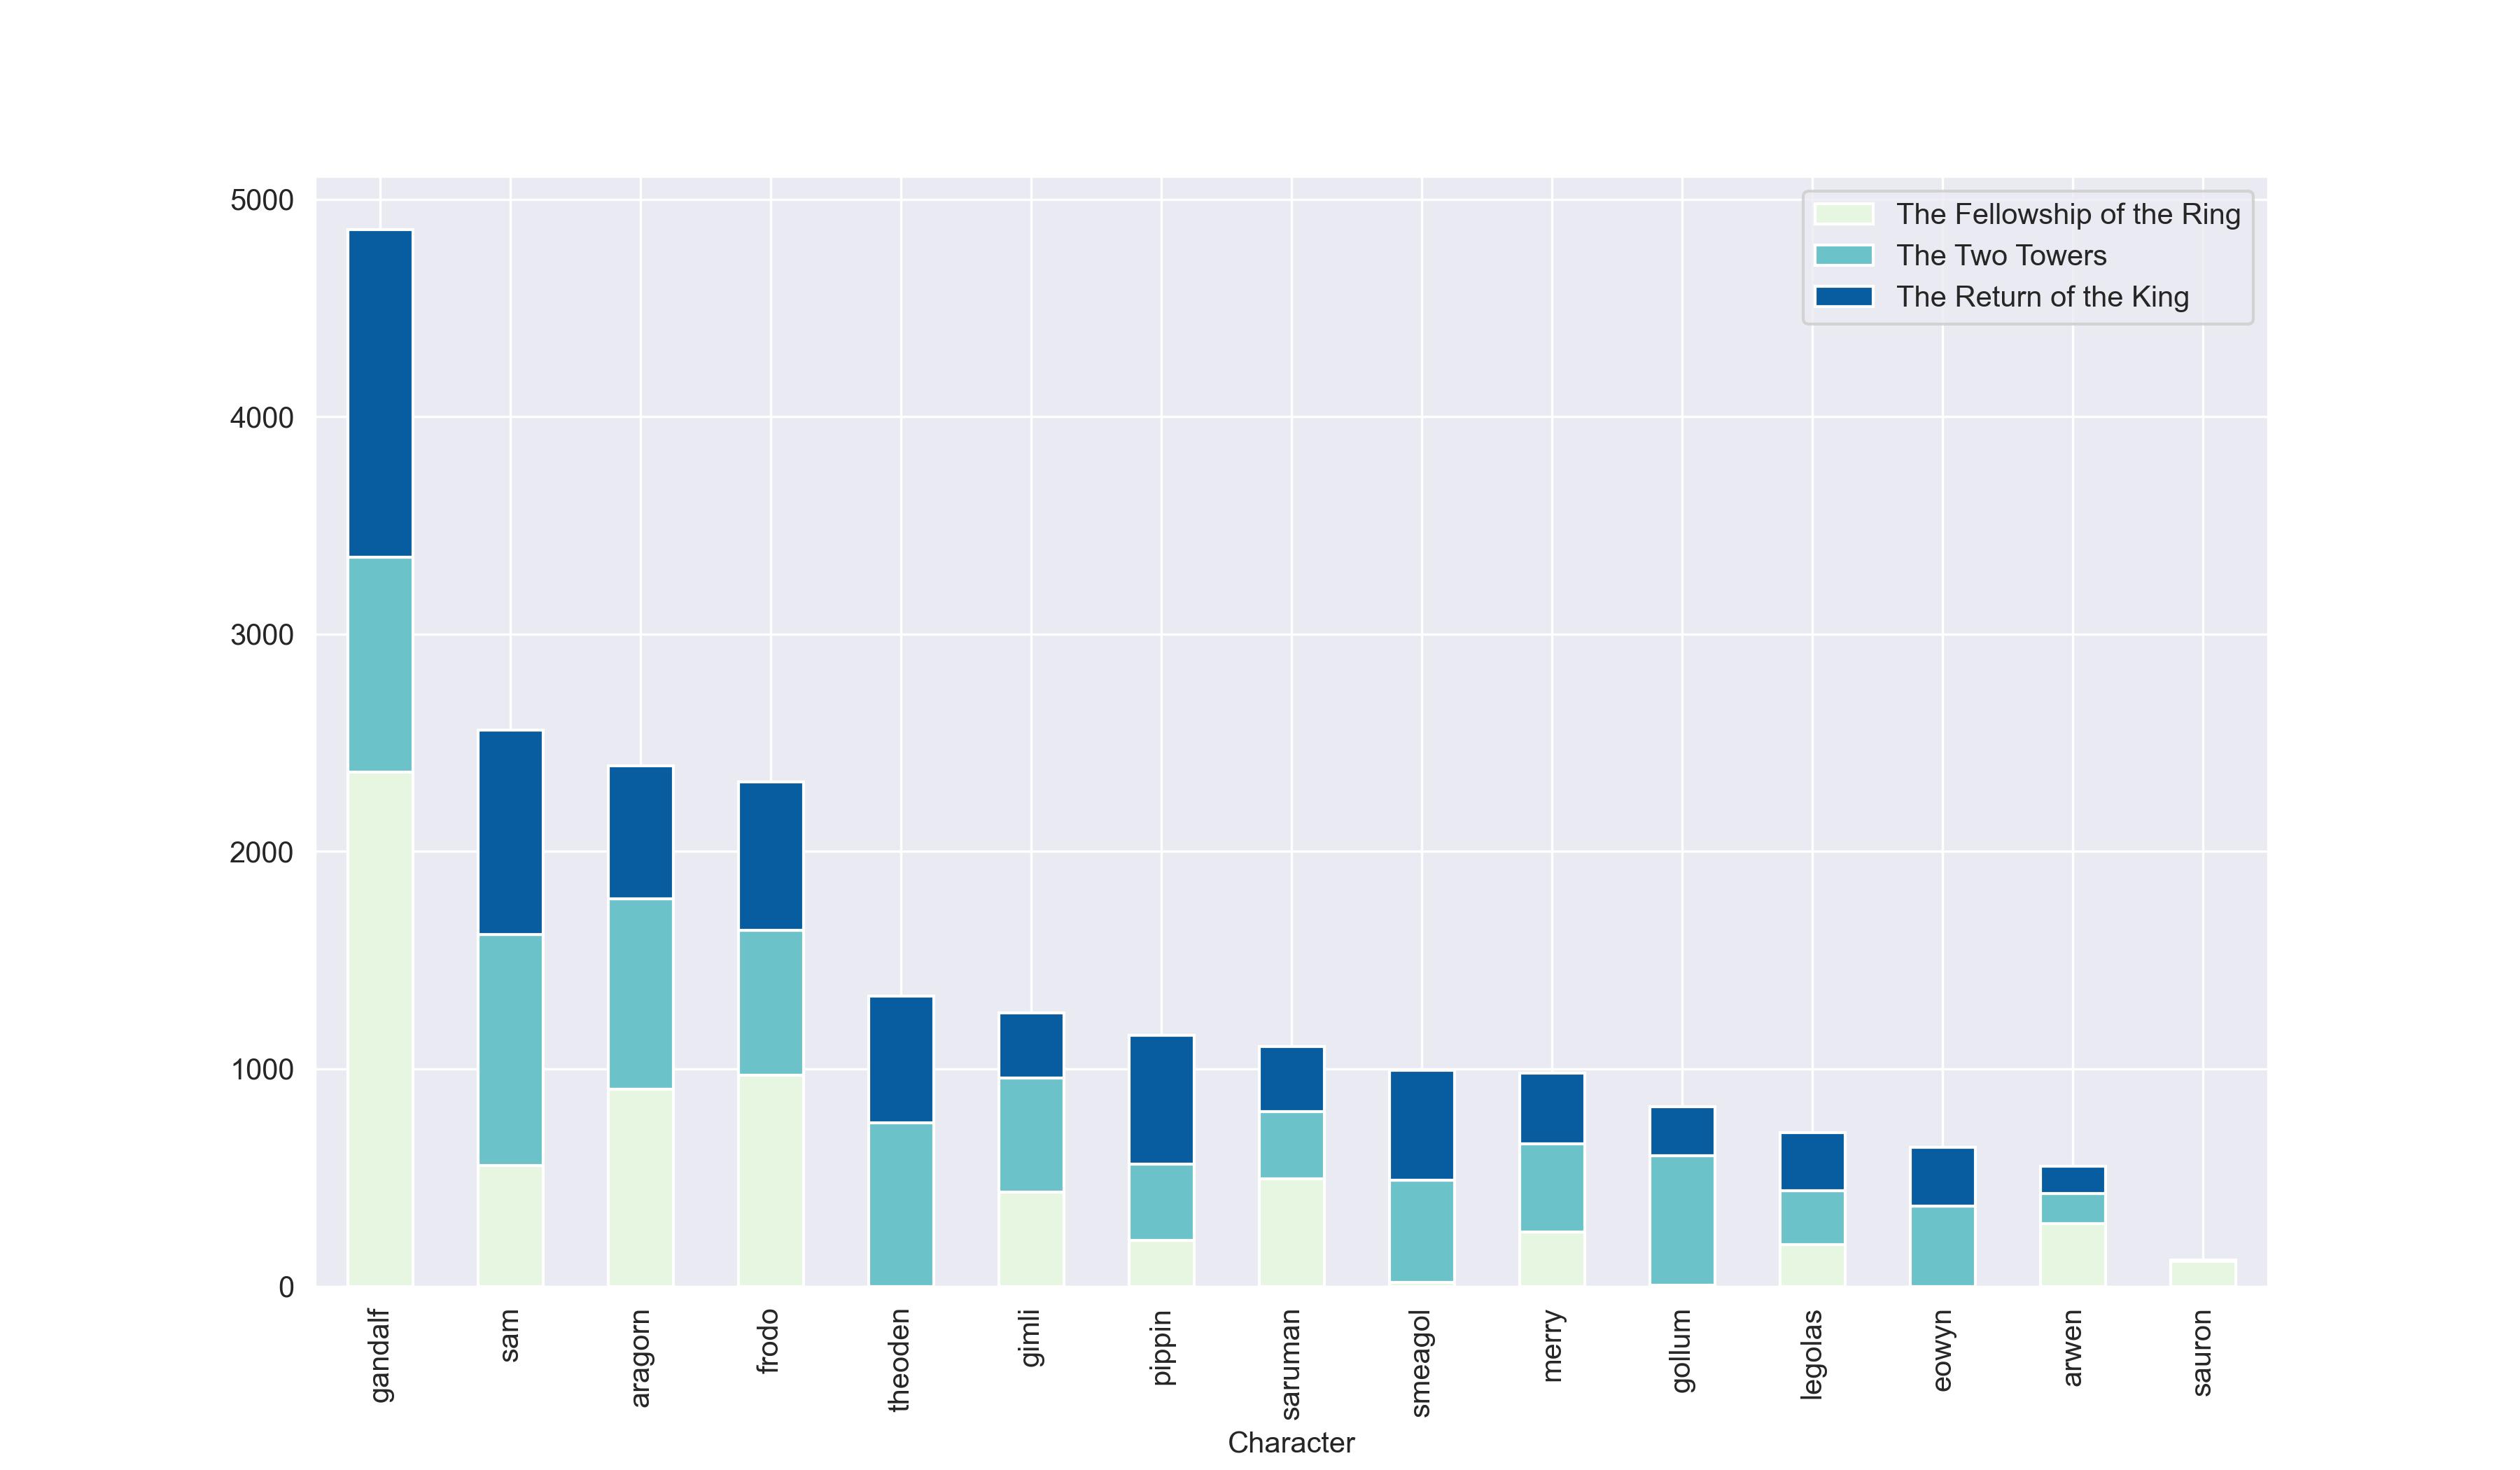 5000
4000
3000
2000
1000
0
The Fellowship of the Ring
The Two Towers
The Return of the King
gandalf
sam
aragorn
frodo
theoden
gimli
pippin
saruman
smeagol
merry
gollum
legolas
eowyn
arwen
sauron
Character